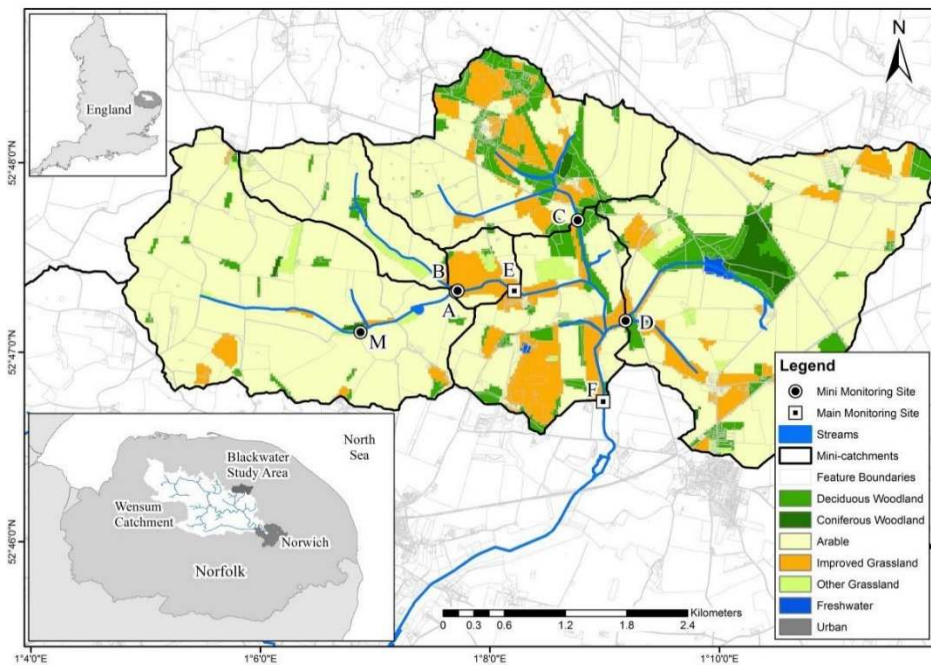 England
N
52°48'0"N
52°47'0"N
52°46'0"N
C
B
E
A
D
M
F
Legend
Mini Monitoring Site
Main Monitoring Site
Streams
Mini-catchments
Feature Boundaries
Deciduous Woodland
Coniferous Woodland
Arable
Improved Grassland
Other Grassland
Freshwater
Urban
North
Sea
Blackwater
Study Area
Wensum
Catchment
Norwich
Norfolk
Kilometers
0 0.3 0.6 1.2 1.8 2.4
1°4'0"E 1°6'0"E 1°8'0"E 1°10'0"E